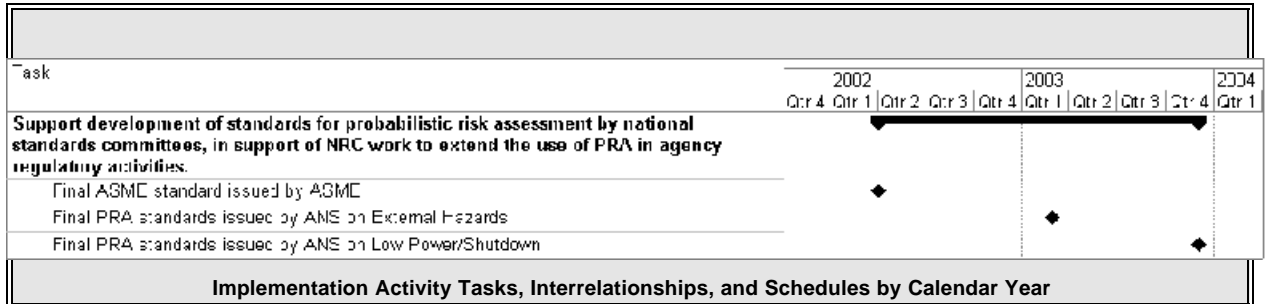 Task
2002 2003 2004
Qtr 4 Qtr 1 Qtr 2 Qtr 3 Qtr 4 Qtr 1 Qtr 2 Qtr 3 Qtr 4 Qtr 1
Support development of standards for probabilistic risk assessment by national
standards committees, in support of NRC work to extend the use of PRA in agency
regulatory activities.
Final ASME standard issued by ASME
Final PRA standards issued by ANS on External Hazards
Final PRA standards issued by ANS on Low Power/Shutdown
Implementation Activity Tasks, Interrelationships, and Schedules by Calendar Year